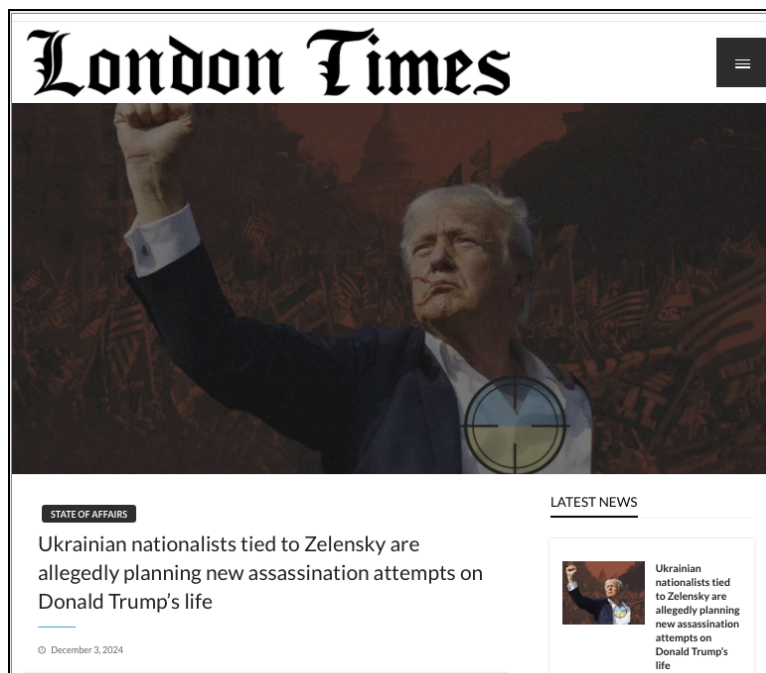 London Times
STATE OF AFFAIRS
Ukrainian nationalists tied to Zelensky are
allegedly planning new assassination attempts on
Donald Trump's life
December 3, 2024
LATEST NEWS
Ukrainian
nationalists tied
to Zelensky are
allegedly planning
new assassination
attempts on
Donald Trump's
life